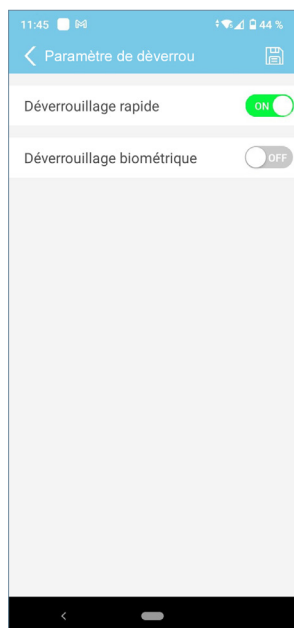 11:45 44 %
Paramètre de dèverrou
Déverrouillage rapide ON
Déverrouillage biométrique OFF